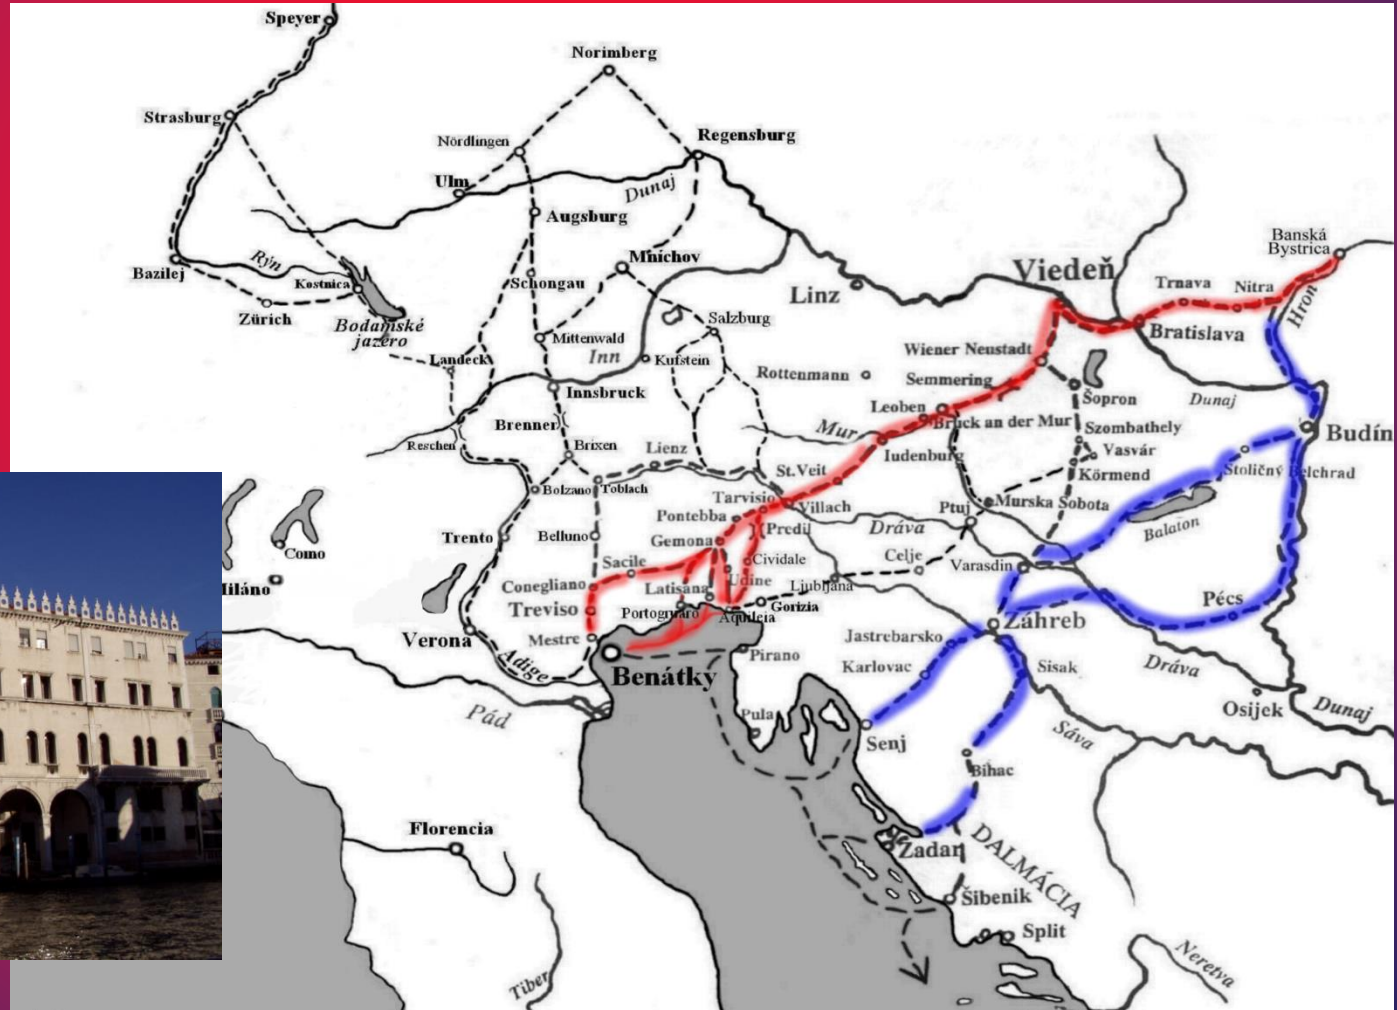 Speyer
Norimberg
Strasburg
Nördlingen
Regensburg
Ulm
Dunaj
Augsburg
Rýn
Bazilej
Kostnica
Zürich
Bodamské
jazero
Schongau
Mníchov
Mittenwald
Salzburg
Inn
Kufstein
Landeck
Innsbruck
Brenner
Reschen
Brixen
Lienz
Bolzano
Toblach
Trento
Belluno
Linz
Viedeň
Banská
Bystrica
Trnava
Nitra
Hron
Bratislava
Wiener Neustadt
Rottenmann
Semmering
Šopron
Dunaj
Leoben
Bruck an der Mur
Mur
Szombathely
Vasvár
Körmend
Budín
Iudenburg
St.Veit
Stoličný Belehrad
Tarvisio
Villach
Murska Sobota
Ptuj
Balaton
Pontebba
Predil
Dráva
Gemona
Cividale
Celje
Varasdin
Sacile
Udine
Ljubljana
Conegliano
Latisana
Gorizia
Treviso
Portogruaro
Aquileia
Pécs
Záhreb
Mestre
Jastrebarsko
Verona
Adige
Benátky
Pirano
Karlovac
Sisak
Dráva
Como
Miláno
Pád
Pula
Senj
Sáva
Osijek
Dunaj
Bihac
Florencia
Zadar
DALMÁCIA
Šibenik
Split
Tiber
Neretva